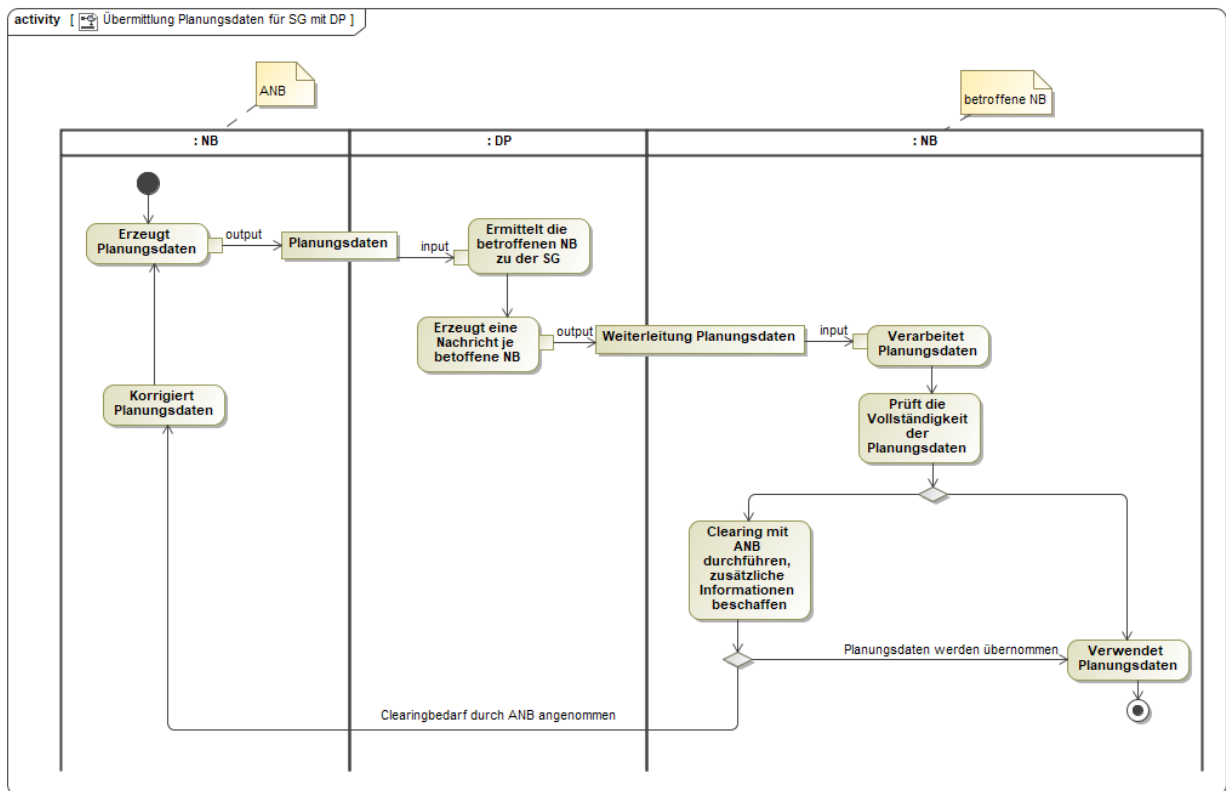 activity [ Übermittlung Planungsdaten für SG mit DP ]
ANB
betroffene NB
: NB
: DP
: NB
Erzeugt
Planungsdaten
output
Planungsdaten
input
Ermittelt die
betroffenen NB
zu der SG
Erzeugt eine
Nachricht je
betoffene NB
output
Weiterleitung Planungsdaten
input
Verarbeitet
Planungsdaten
Korrigiert
Planungsdaten
Prüft die
Vollständigkeit
der
Planungsdaten
Clearing mit
ANB
durchführen,
zusätzliche
Informationen
beschaffen
Planungsdaten werden übernommen
Verwendet
Planungsdaten
Clearingbedarf durch ANB angenommen